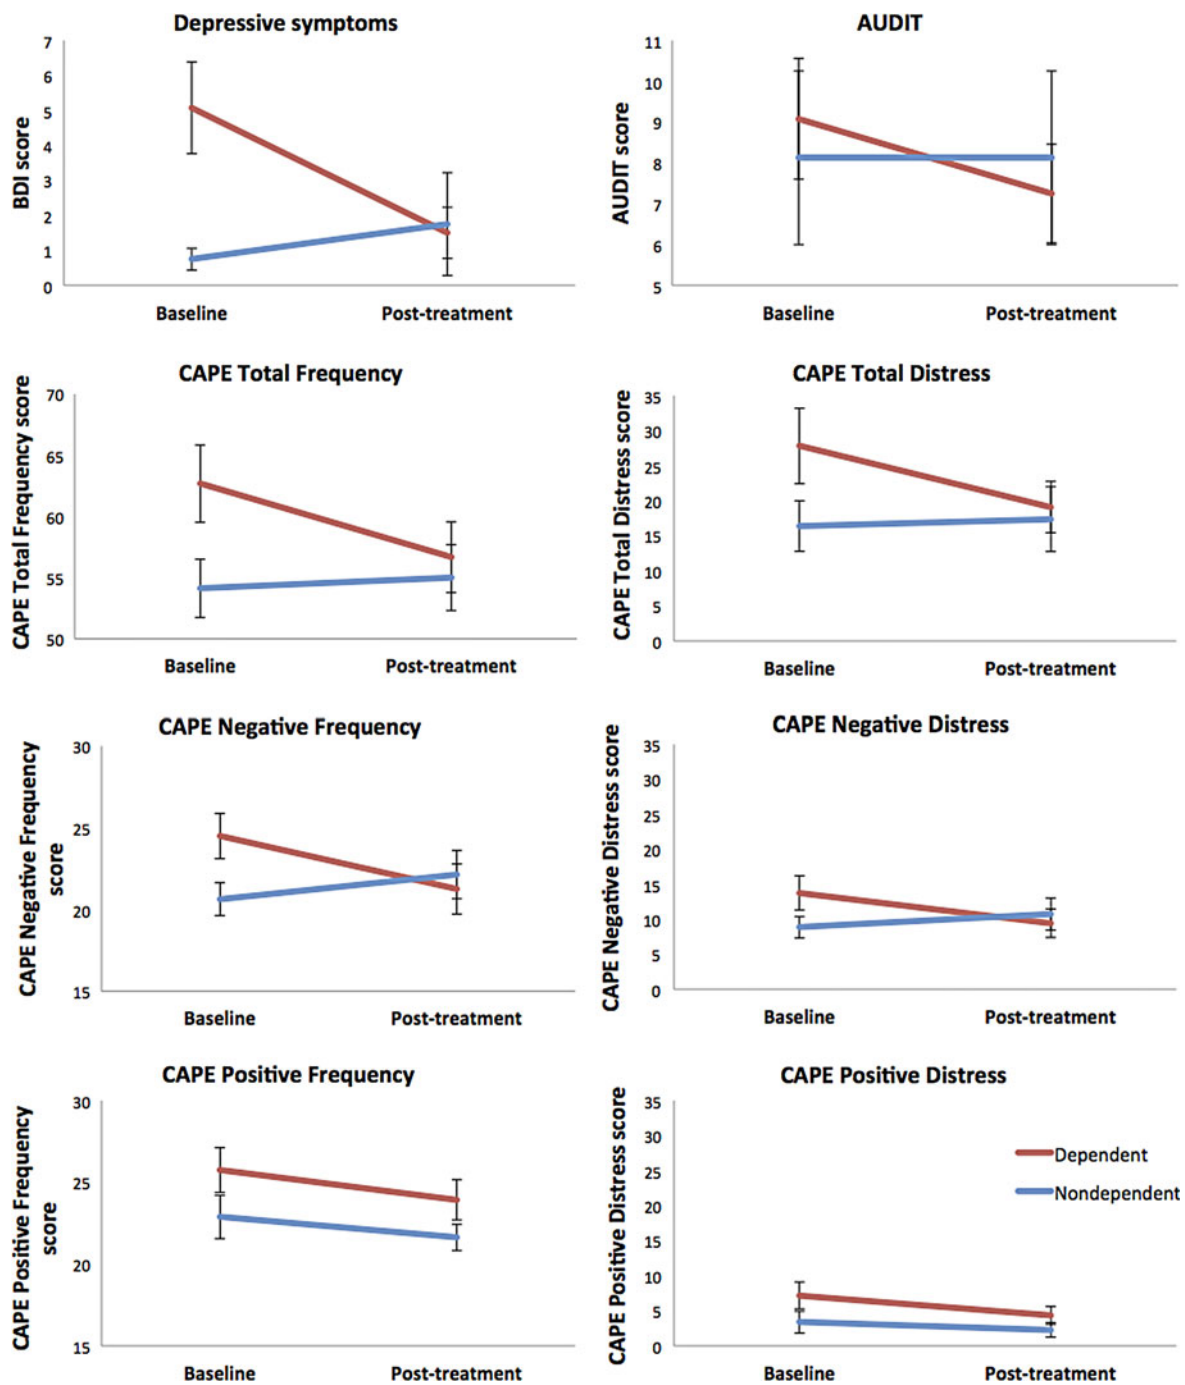 Depressive symptoms
BDI score
7
6
5
4
3
2
1
0
Baseline
Post-treatment
AUDIT
AUDIT score
11
10
9
8
7
6
5
Baseline
Post-treatment
CAPE Total Frequency
CAPE Total Frequency score
70
65
60
55
50
Baseline
Post-treatment
CAPE Total Distress
CAPE Total Distress score
35
30
25
20
15
10
5
0
Baseline
Post-treatment
CAPE Negative Frequency
CAPE Negative Frequency
score
30
25
20
15
Baseline
Post-treatment
CAPE Negative Distress
CAPE Negative Distress score
35
30
25
20
15
10
5
0
Baseline
Post-treatment
CAPE Positive Frequency
CAPE Positive Frequency
score
30
25
20
15
Baseline
Post-treatment
CAPE Positive Distress
CAPE Positive Distress score
35
30
25
20
15
10
5
0
Baseline
Post-treatment
Dependent
Nondependent